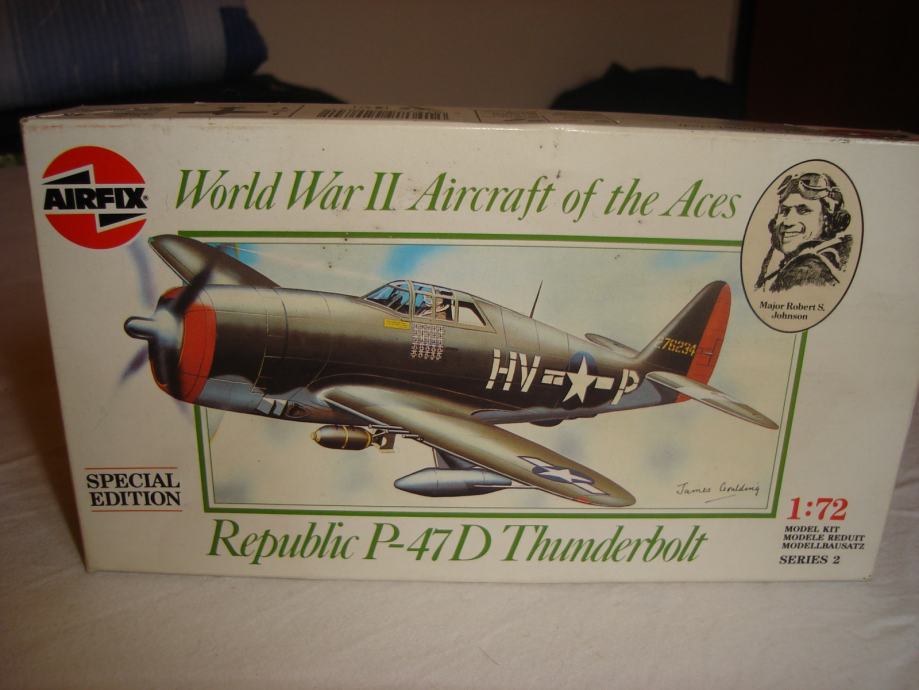 AIRFIX
World War II Aircraft of the Aces
Major Robert S.
Johnson
HV P
276234
James Goulding
SPECIAL
EDITION
Republic P-47D Thunderbolt
1:72
MODEL KIT
MODELE REDUIT
MODELLBAUSATZ
SERIES 2